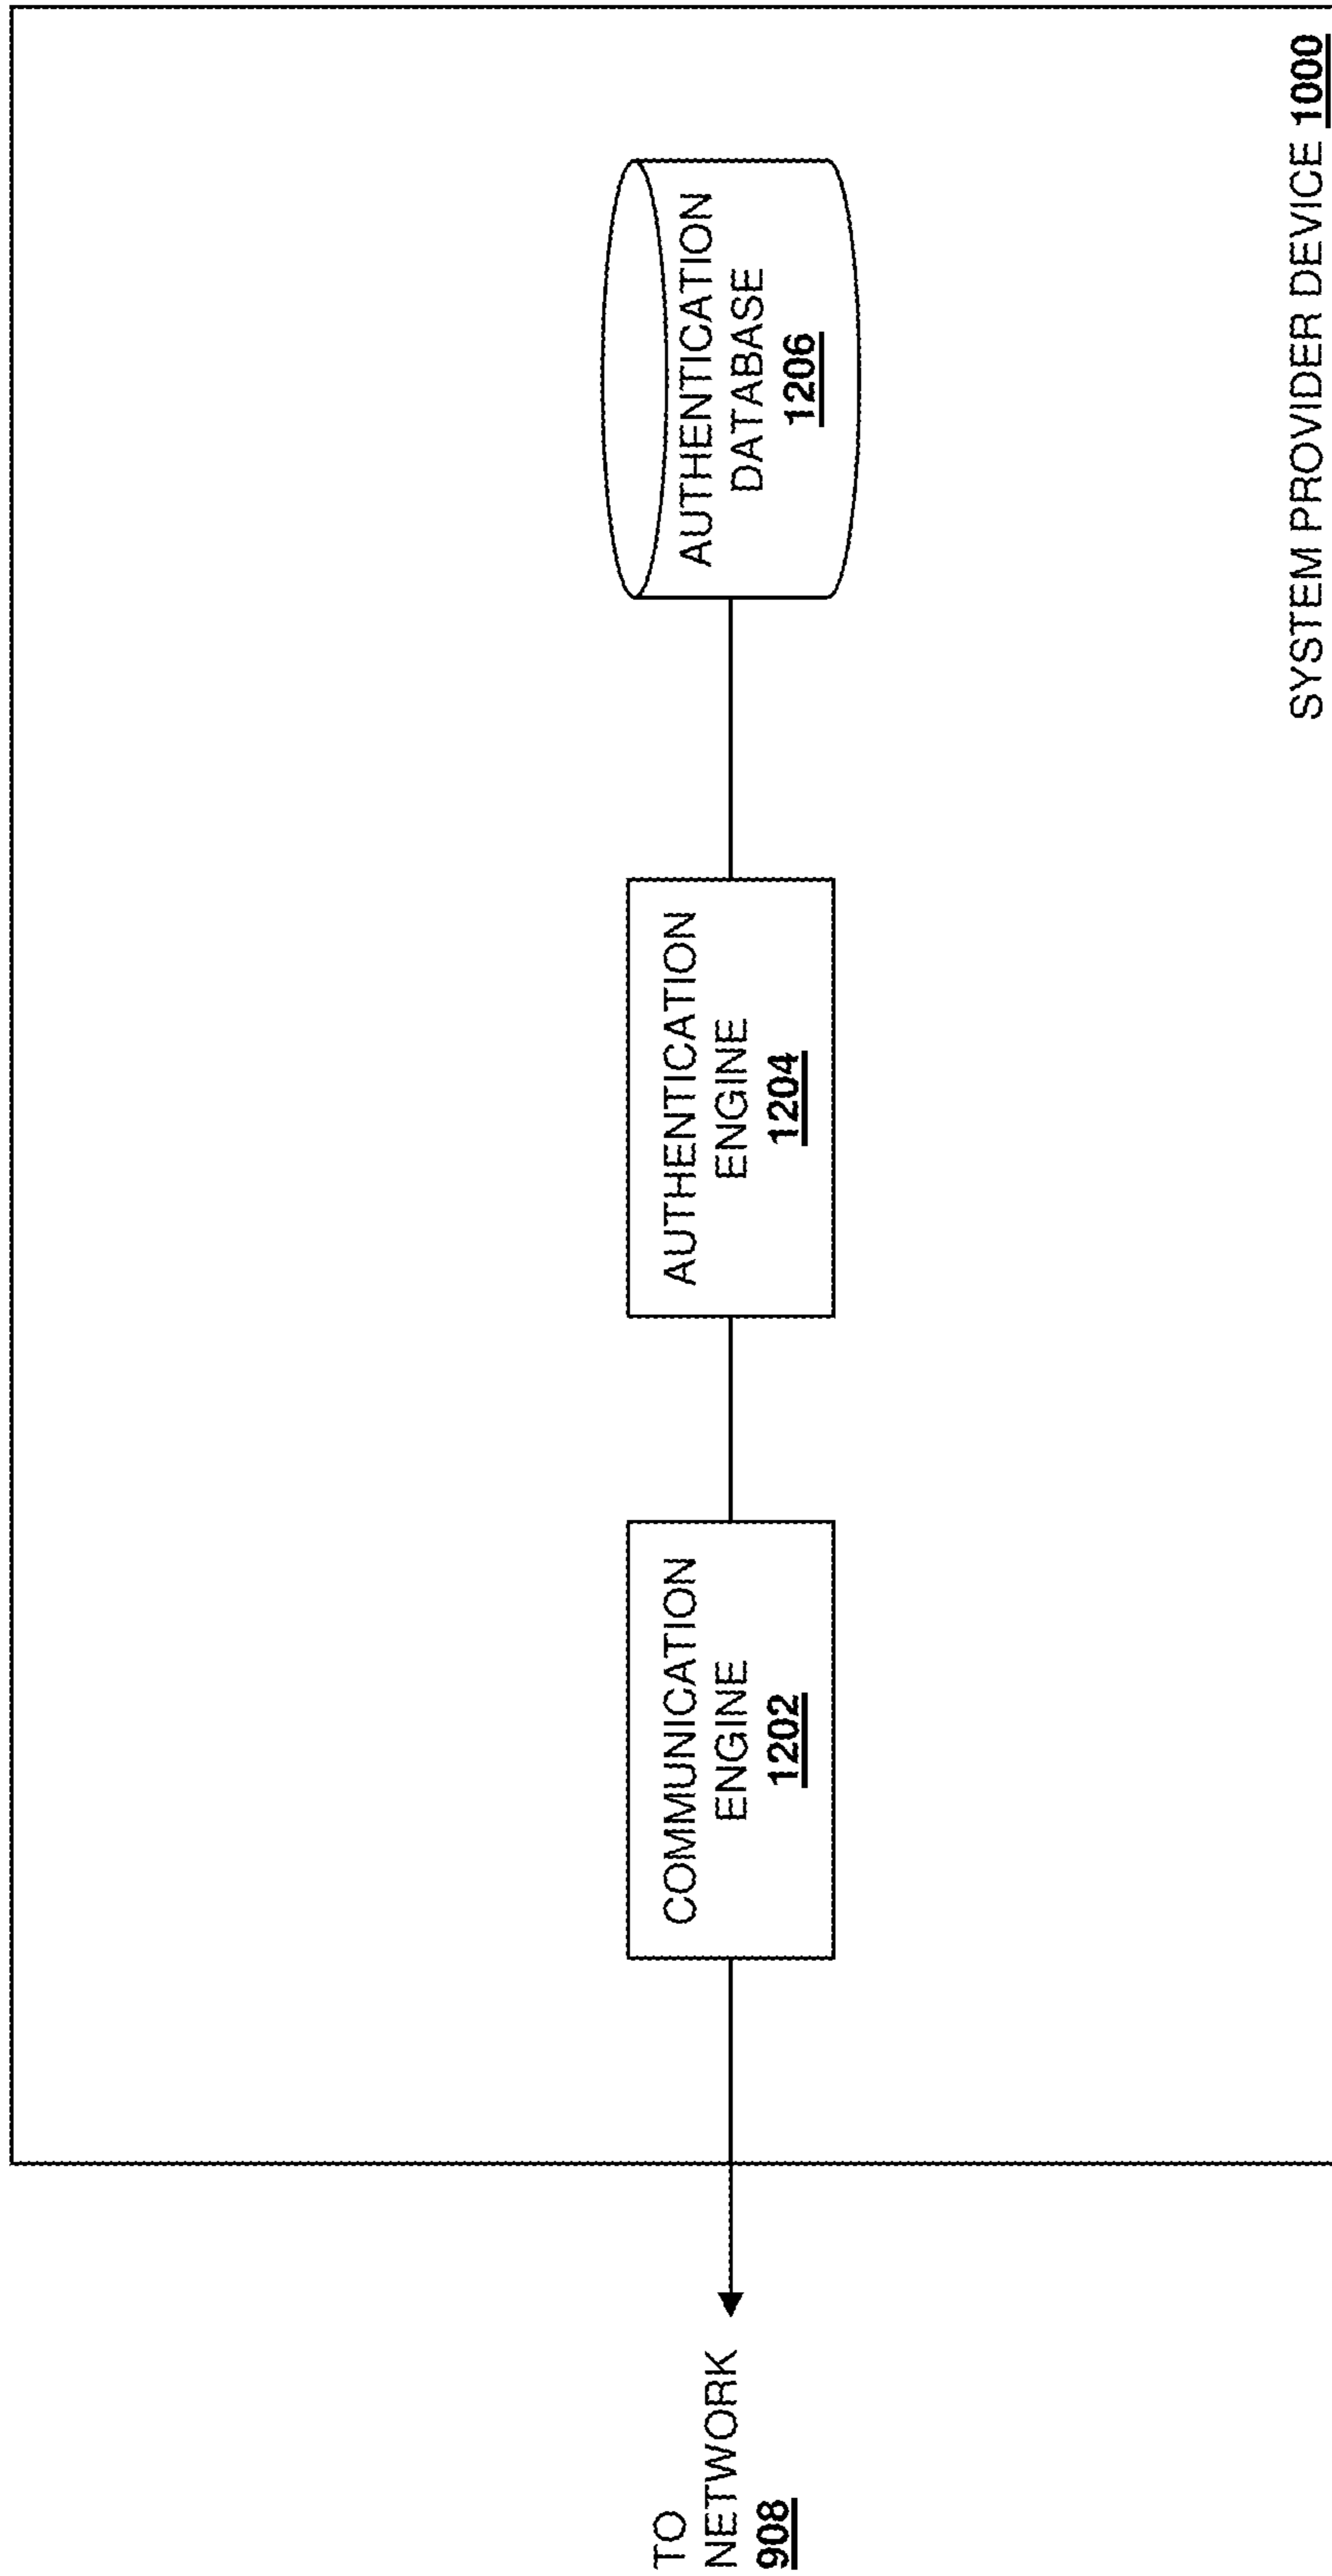 TO
NETWORK
908
COMMUNICATION
ENGINE
1202
AUTHENTICATION
ENGINE
1204
AUTHENTICATION
DATABASE
1206
SYSTEM PROVIDER DEVICE 1000